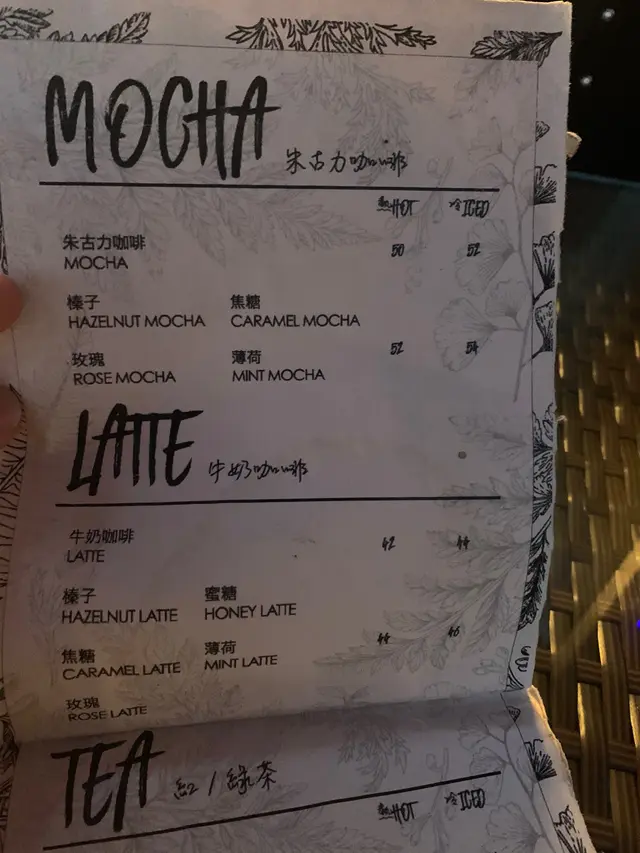 MOCHA 朱古力咖啡
熱HOT 冷ICED
朱古力咖啡
MOCHA 50 52
榛子 焦糖
HAZELNUT MOCHA CARAMEL MOCHA
52 54
玫瑰 薄荷
ROSE MOCHA MINT MOCHA
LATTE 牛奶咖啡
牛奶咖啡
LATTE 42 44
榛子 蜜糖
HAZELNUT LATTE HONEY LATTE
44 46
焦糖 薄荷
CARAMEL LATTE MINT LATTE
玫瑰
ROSE LATTE
TEA 紅/綠茶
熱HOT 冷ICED